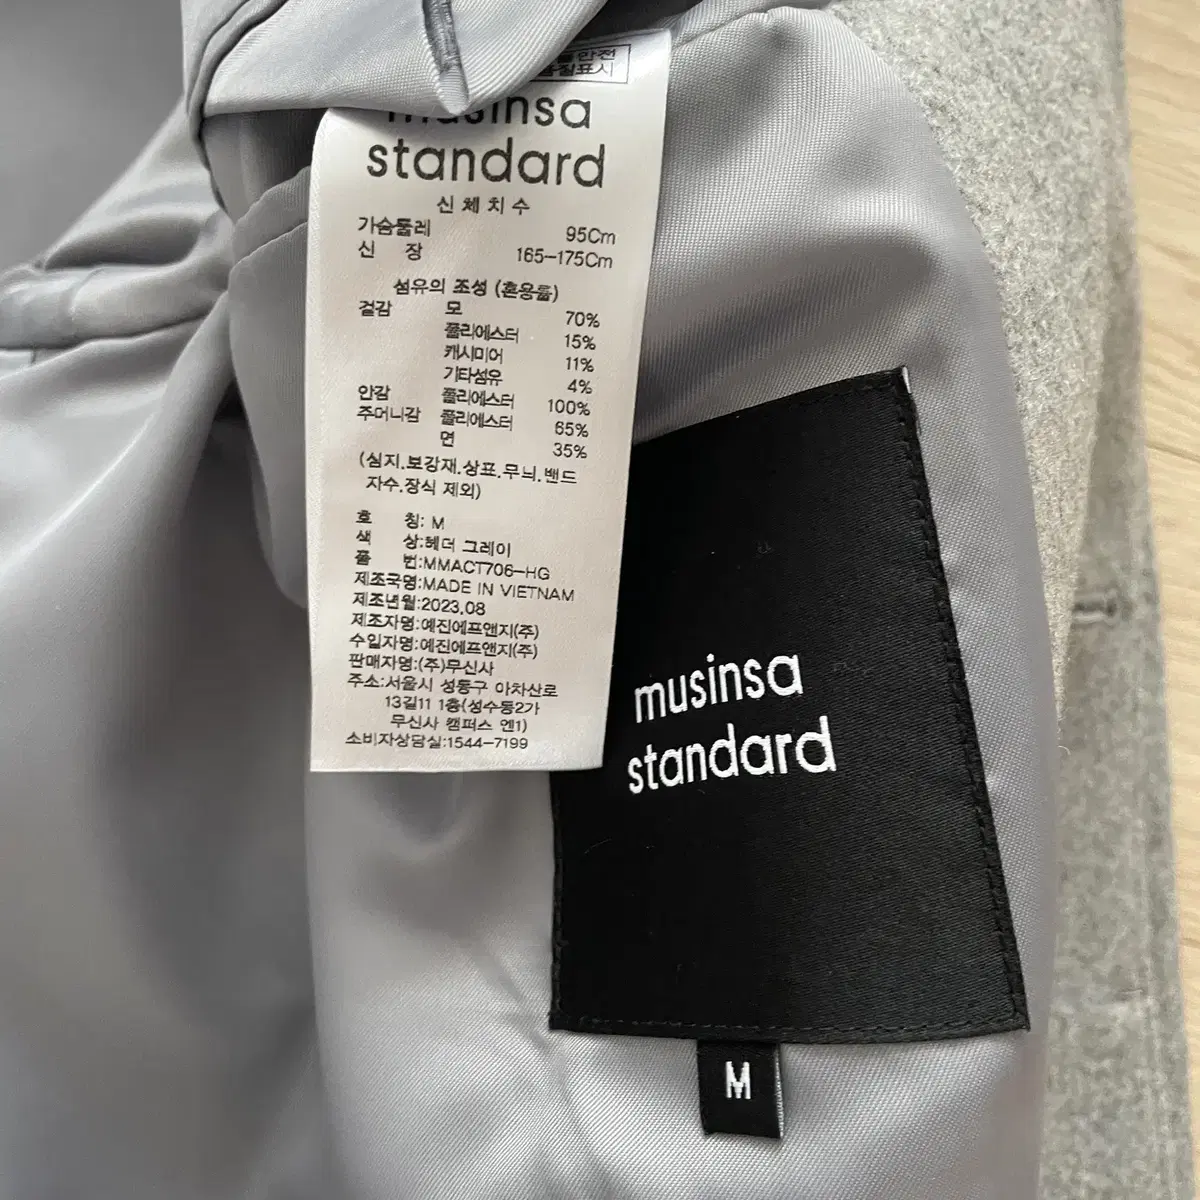 품질표시
musinsa
standard
신체치수
가슴둘레 95Cm
신 장 165-175Cm
섬유의 조성 (혼용률)
겉감 모 70%
폴리에스터 15%
캐시미어 11%
기타섬유 4%
안감 폴리에스터 100%
주머니감 폴리에스터 65%
면 35%
(심지.보강재.상표.무늬.밴드
자수.장식 제외)
호 칭: M
색 상:헤더 그레이
품 번:MMACT706-HG
제조국명:MADE IN VIETNAM
제조년월:2023.08
제조자명:예진에프앤지(주)
수입자명:예진에프앤지(주)
판매자명:(주)무신사
주소:서울시 성동구 아차산로
13길11 1층(성수동2가
무신사 캠퍼스 엔1)
소비자상담실:1544-7199
musinsa
standard
M